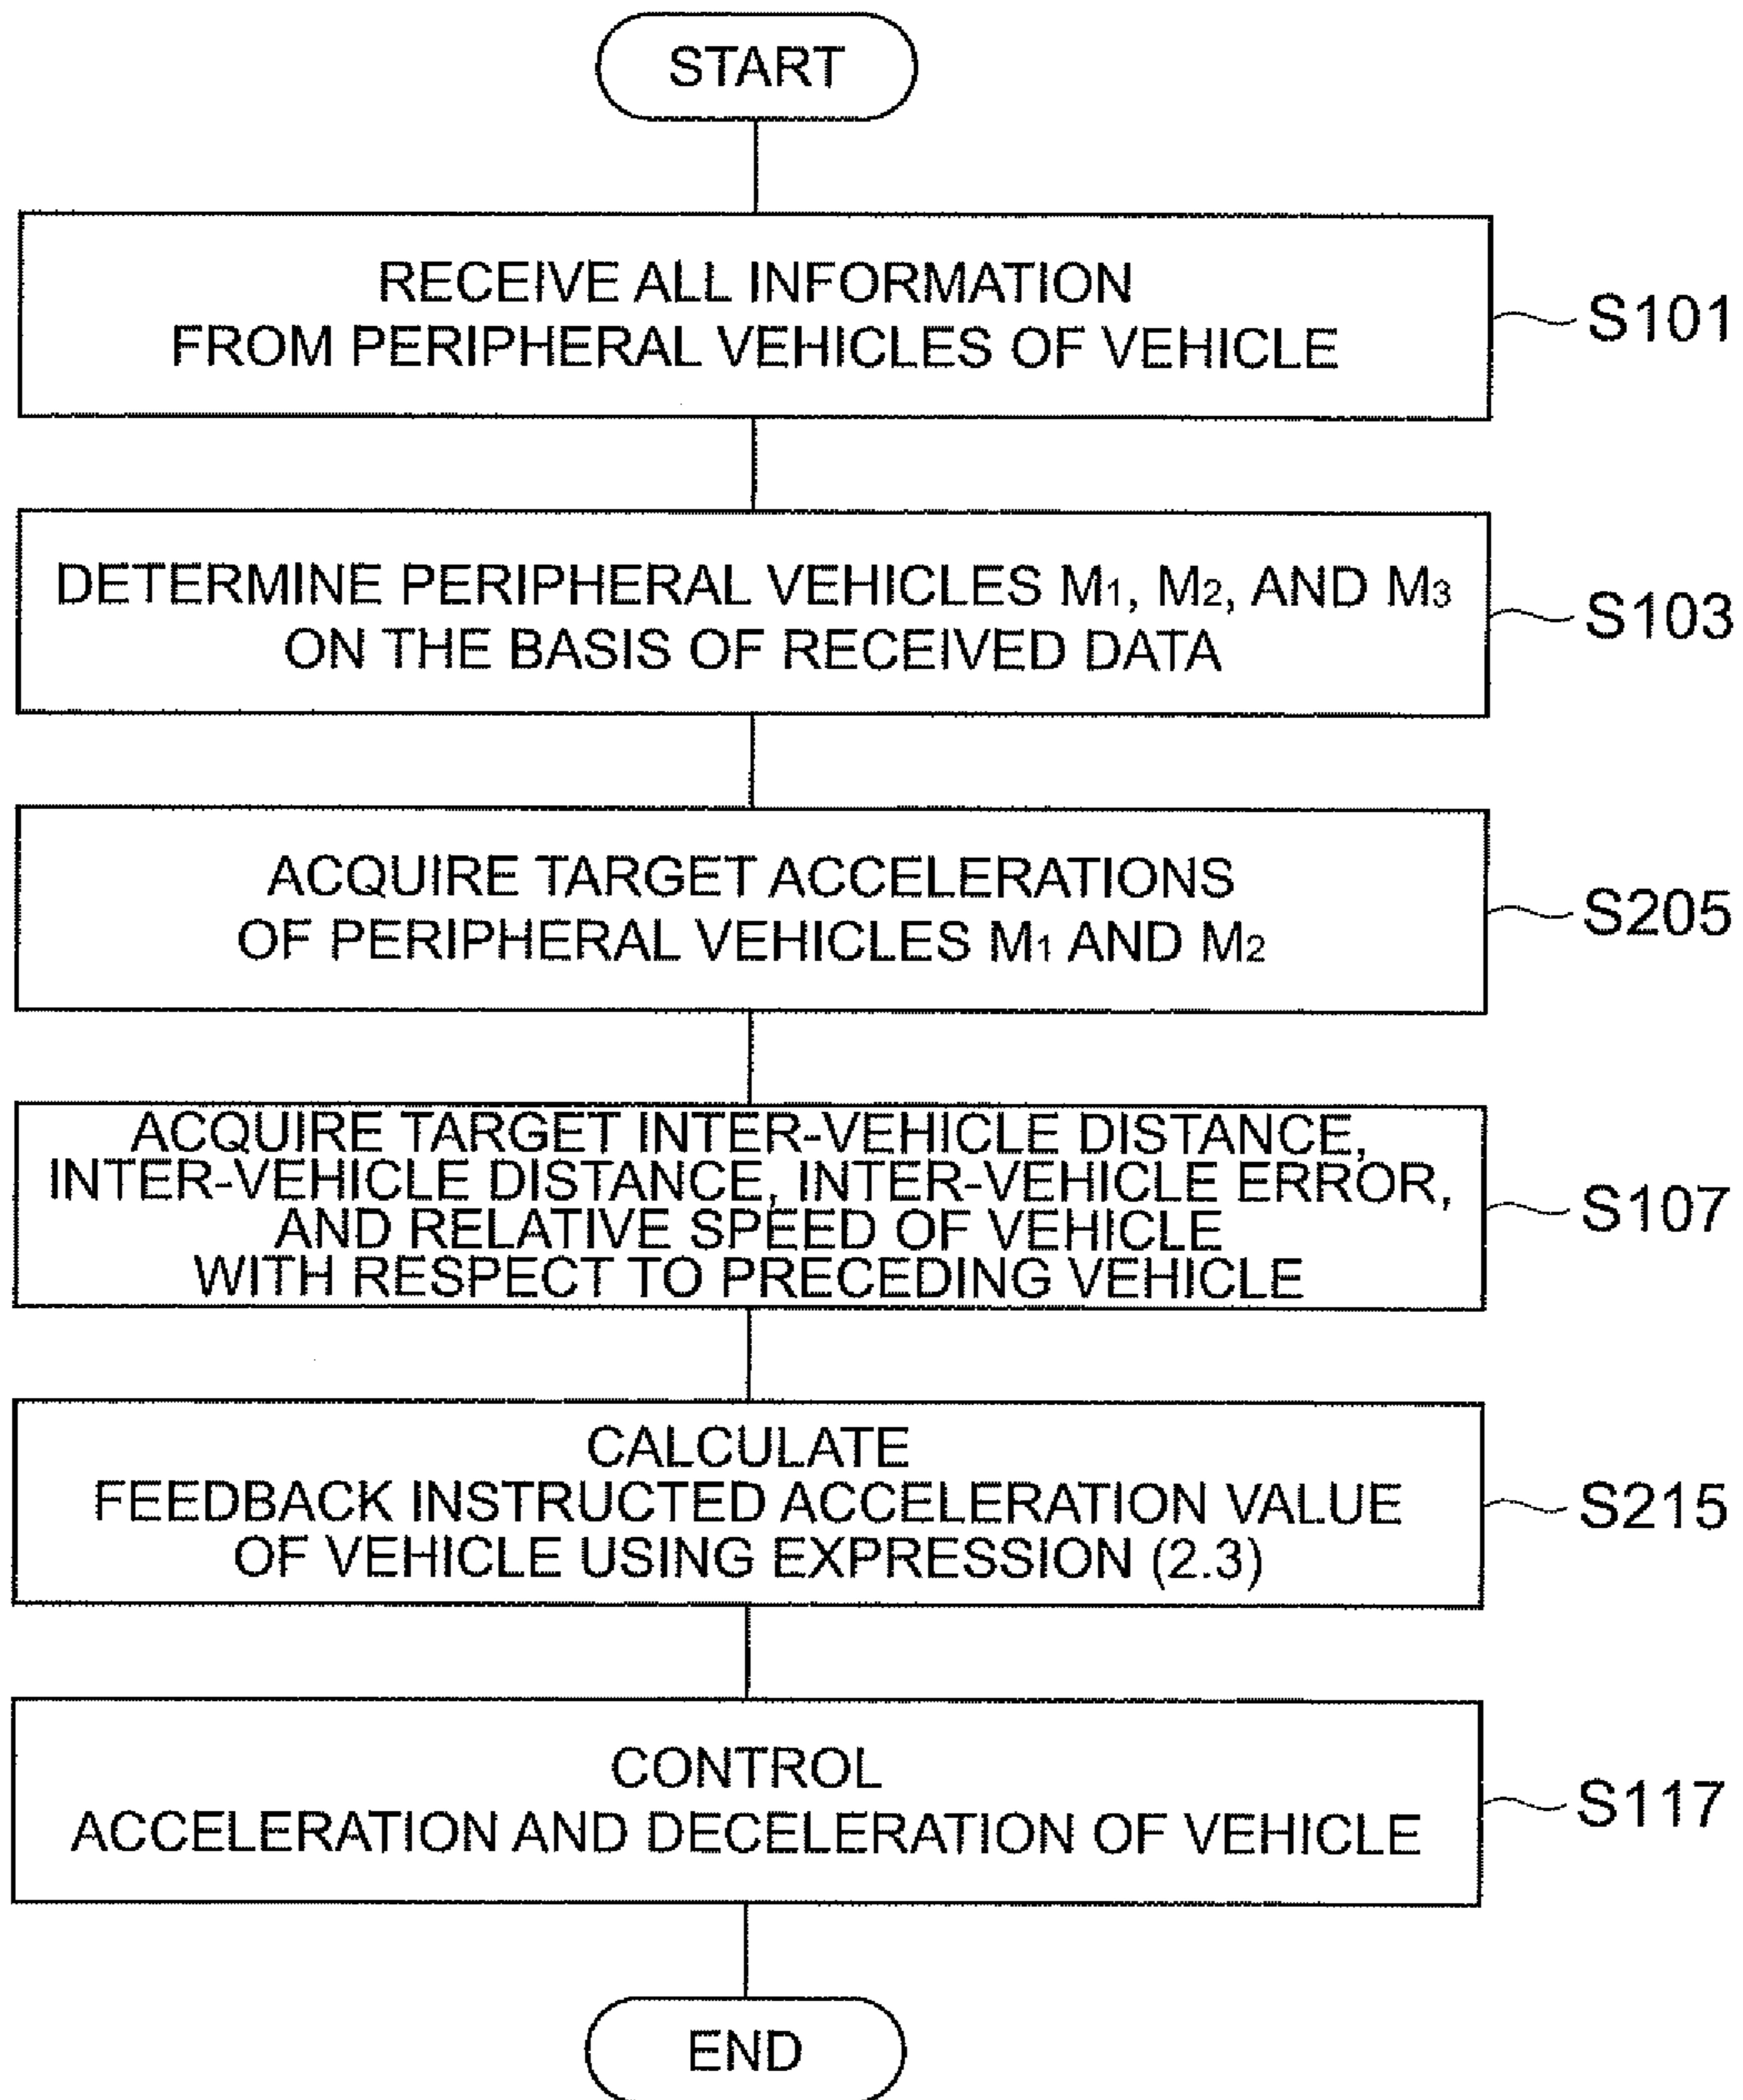 START
RECEIVE ALL INFORMATION
FROM PERIPHERAL VEHICLES OF VEHICLE
S101
DETERMINE PERIPHERAL VEHICLES M1, M2, AND M3
ON THE BASIS OF RECEIVED DATA
S103
ACQUIRE TARGET ACCELERATIONS
OF PERIPHERAL VEHICLES M1 AND M2
S205
ACQUIRE TARGET INTER-VEHICLE DISTANCE,
INTER-VEHICLE DISTANCE, INTER-VEHICLE ERROR,
AND RELATIVE SPEED OF VEHICLE
WITH RESPECT TO PRECEDING VEHICLE
S107
CALCULATE
FEEDBACK INSTRUCTED ACCELERATION VALUE
OF VEHICLE USING EXPRESSION (2.3)
S215
CONTROL
ACCELERATION AND DECELERATION OF VEHICLE
S117
END